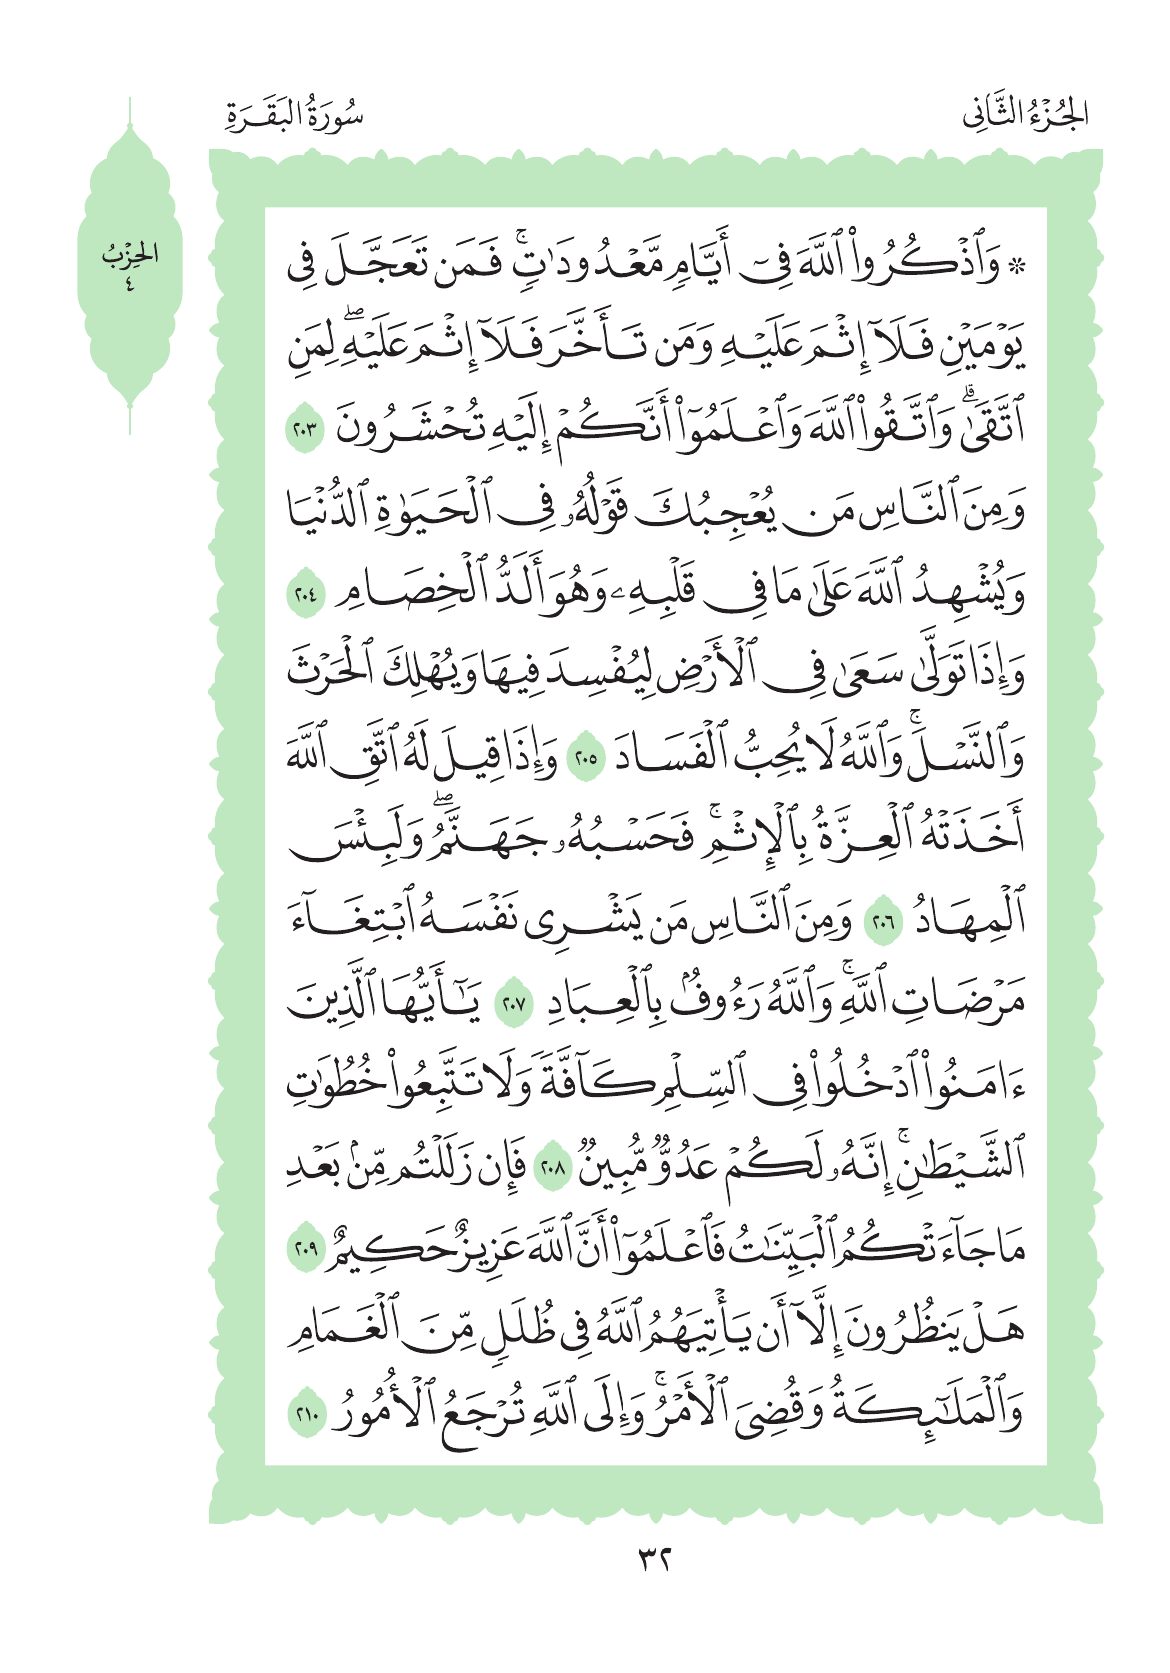 الجُزْءُ الثَّانِى
سُورَةُ البَقَرَةِ
الحِزْبُ
٤
۞ وَٱذْكُرُوا۟ ٱللَّهَ فِىٓ أَيَّامٍ مَّعْدُودَٰتٍ ۚ فَمَن تَعَجَّلَ فِى
يَوْمَيْنِ فَلَآ إِثْمَ عَلَيْهِ وَمَن تَأَخَّرَ فَلَآ إِثْمَ عَلَيْهِ ۖ لِمَنِ
ٱتَّقَىٰ ۗ وَٱتَّقُوا۟ ٱللَّهَ وَٱعْلَمُوٓا۟ أَنَّكُمْ إِلَيْهِ تُحْشَرُونَ ٢٠٣
وَمِنَ ٱلنَّاسِ مَن يُعْجِبُكَ قَوْلُهُۥ فِى ٱلْحَيَوٰةِ ٱلدُّنْيَا
وَيُشْهِدُ ٱللَّهَ عَلَىٰ مَا فِى قَلْبِهِۦ وَهُوَ أَلَدُّ ٱلْخِصَامِ ٢٠٤
وَإِذَا تَوَلَّىٰ سَعَىٰ فِى ٱلْأَرْضِ لِيُفْسِدَ فِيهَا وَيُهْلِكَ ٱلْحَرْثَ
وَٱلنَّسْلَ ۚ وَٱللَّهُ لَا يُحِبُّ ٱلْفَسَادَ ٢٠٥ وَإِذَا قِيلَ لَهُ ٱتَّقِ ٱللَّهَ
أَخَذَتْهُ ٱلْعِزَّةُ بِٱلْإِثْمِ ۚ فَحَسْبُهُۥ جَهَنَّمُ ۖ وَلَبِئْسَ
ٱلْمِهَادُ ٢٠٦ وَمِنَ ٱلنَّاسِ مَن يَشْرِى نَفْسَهُ ٱبْتِغَآءَ
مَرْضَاتِ ٱللَّهِ ۚ وَٱللَّهُ رَءُوفٌۢ بِٱلْعِبَادِ ٢٠٧ يَٰٓأَيُّهَا ٱلَّذِينَ
ءَامَنُوا۟ ٱدْخُلُوا۟ فِى ٱلسِّلْمِ كَآفَّةً وَلَا تَتَّبِعُوا۟ خُطُوَٰتِ
ٱلشَّيْطَٰنِ ۚ إِنَّهُۥ لَكُمْ عَدُوٌّ مُّبِينٌ ٢٠٨ فَإِن زَلَلْتُم مِّنۢ بَعْدِ
مَا جَآءَتْكُمُ ٱلْبَيِّنَٰتُ فَٱعْلَمُوٓا۟ أَنَّ ٱللَّهَ عَزِيزٌ حَكِيمٌ ٢٠٩
هَلْ يَنظُرُونَ إِلَّآ أَن يَأْتِيَهُمُ ٱللَّهُ فِى ظُلَلٍ مِّنَ ٱلْغَمَامِ
وَٱلْمَلَٰٓئِكَةُ وَقُضِىَ ٱلْأَمْرُ ۚ وَإِلَى ٱللَّهِ تُرْجَعُ ٱلْأُمُورُ ٢١٠
٣٢